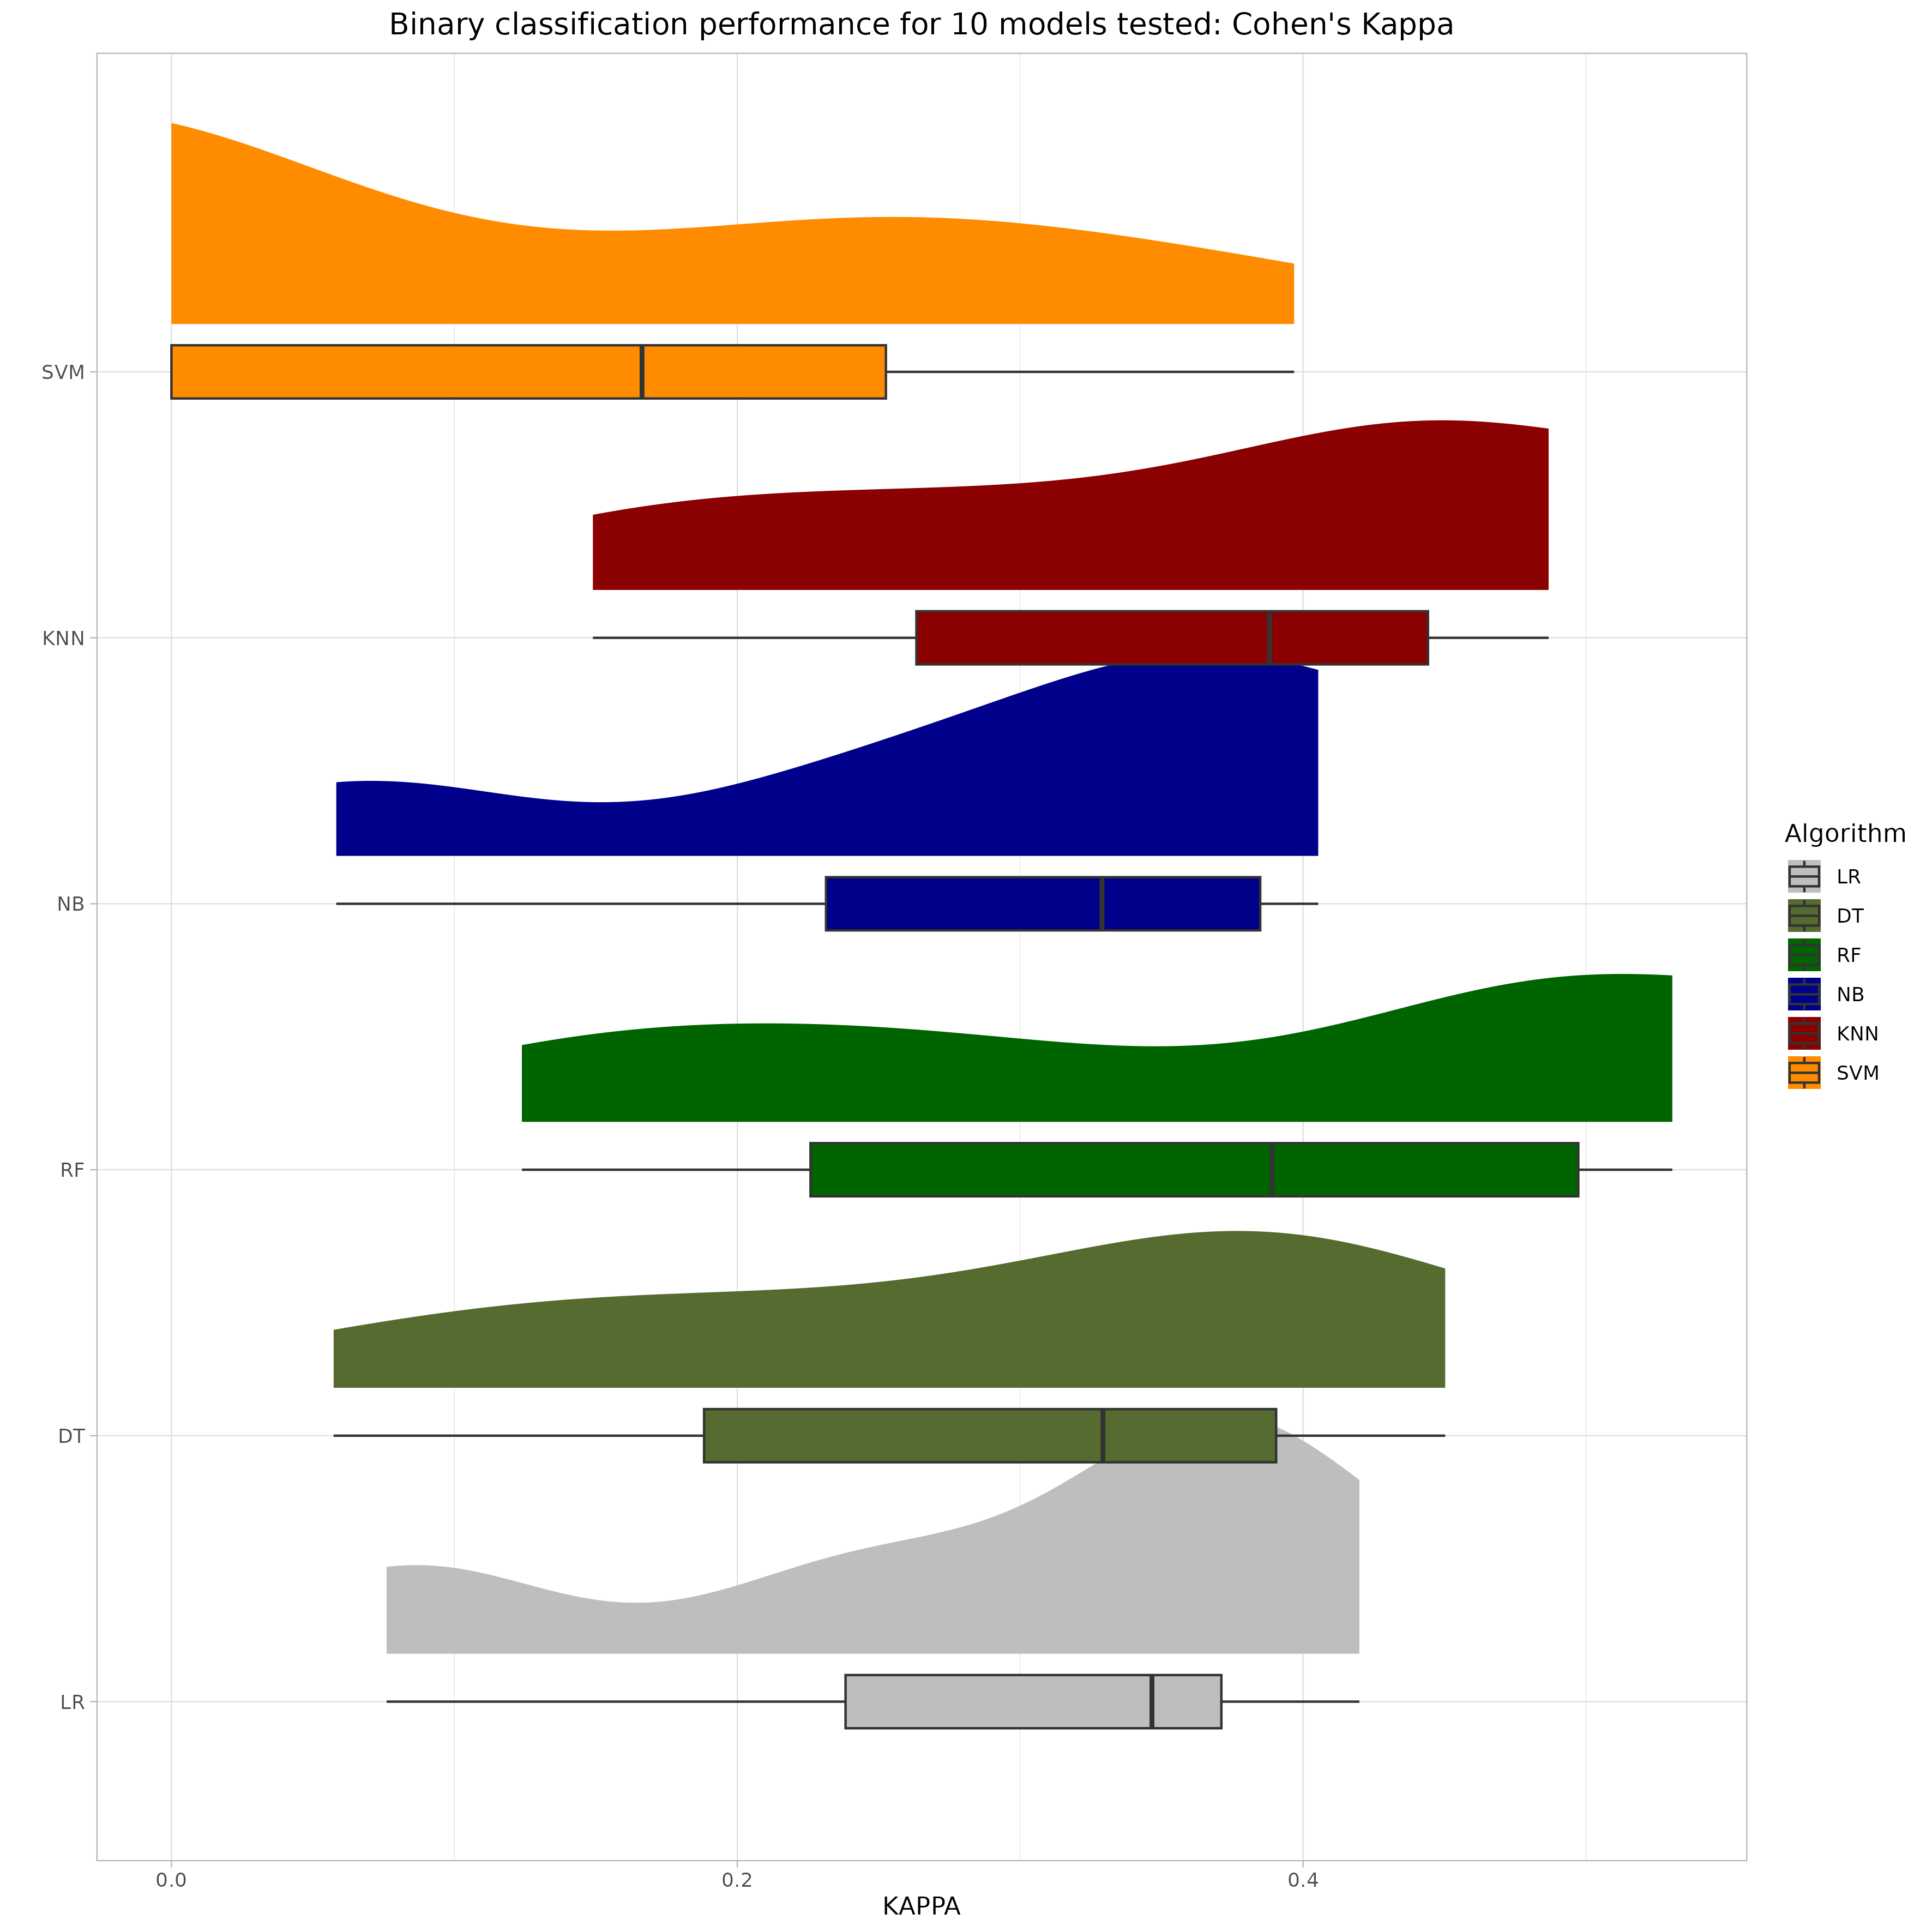 Binary classification performance for 10 models tested: Cohen's Kappa
SVM
KNN
NB
RF
DT
LR
0.0
0.2
0.4
KAPPA
Algorithm
LR
DT
RF
NB
KNN
SVM